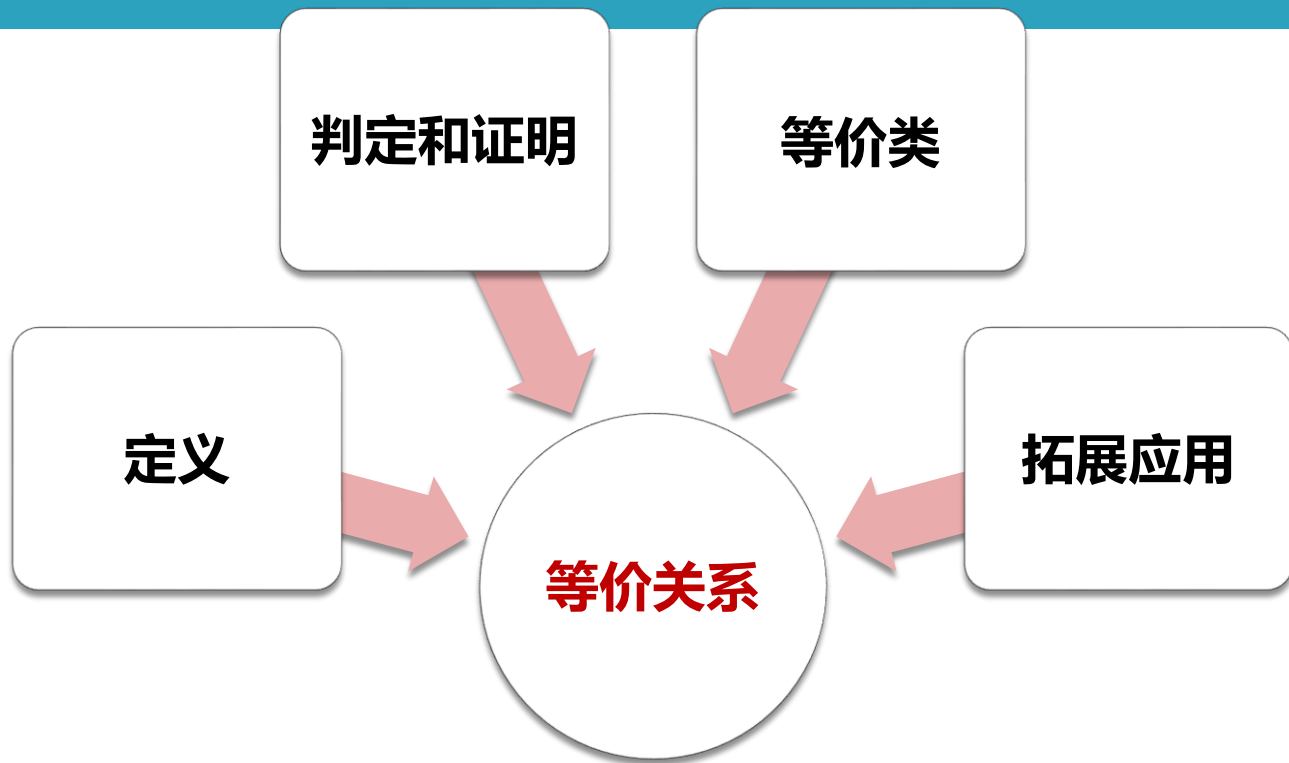 判定和证明
等价类
定义
拓展应用
等价关系